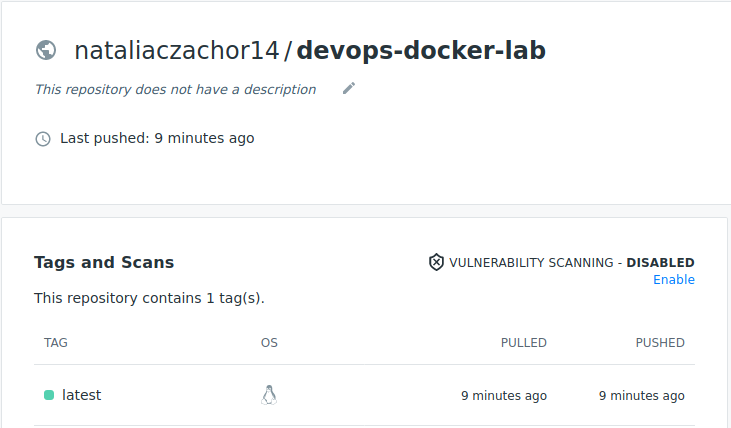 nataliaczachor14 / devops-docker-lab
This repository does not have a description
Last pushed: 9 minutes ago
Tags and Scans
VULNERABILITY SCANNING - DISABLED
Enable
This repository contains 1 tag(s).
TAG OS PULLED PUSHED
latest 9 minutes ago 9 minutes ago